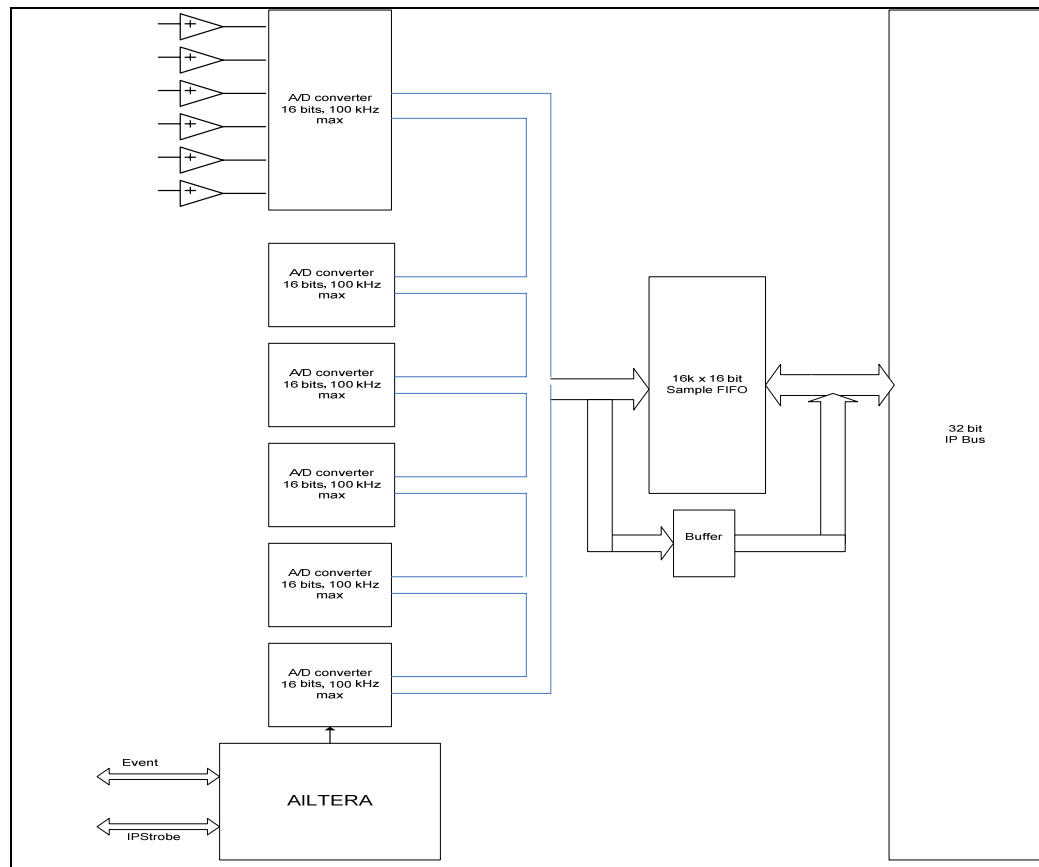 +
+
+
+
+
+
A/D converter
16 bits, 100 kHz
max
A/D converter
16 bits, 100 kHz
max
A/D converter
16 bits, 100 kHz
max
A/D converter
16 bits, 100 kHz
max
A/D converter
16 bits, 100 kHz
max
A/D converter
16 bits, 100 kHz
max
16k x 16 bit
Sample FIFO
Buffer
32 bit
IP Bus
Event
IPStrobe
AILTERA